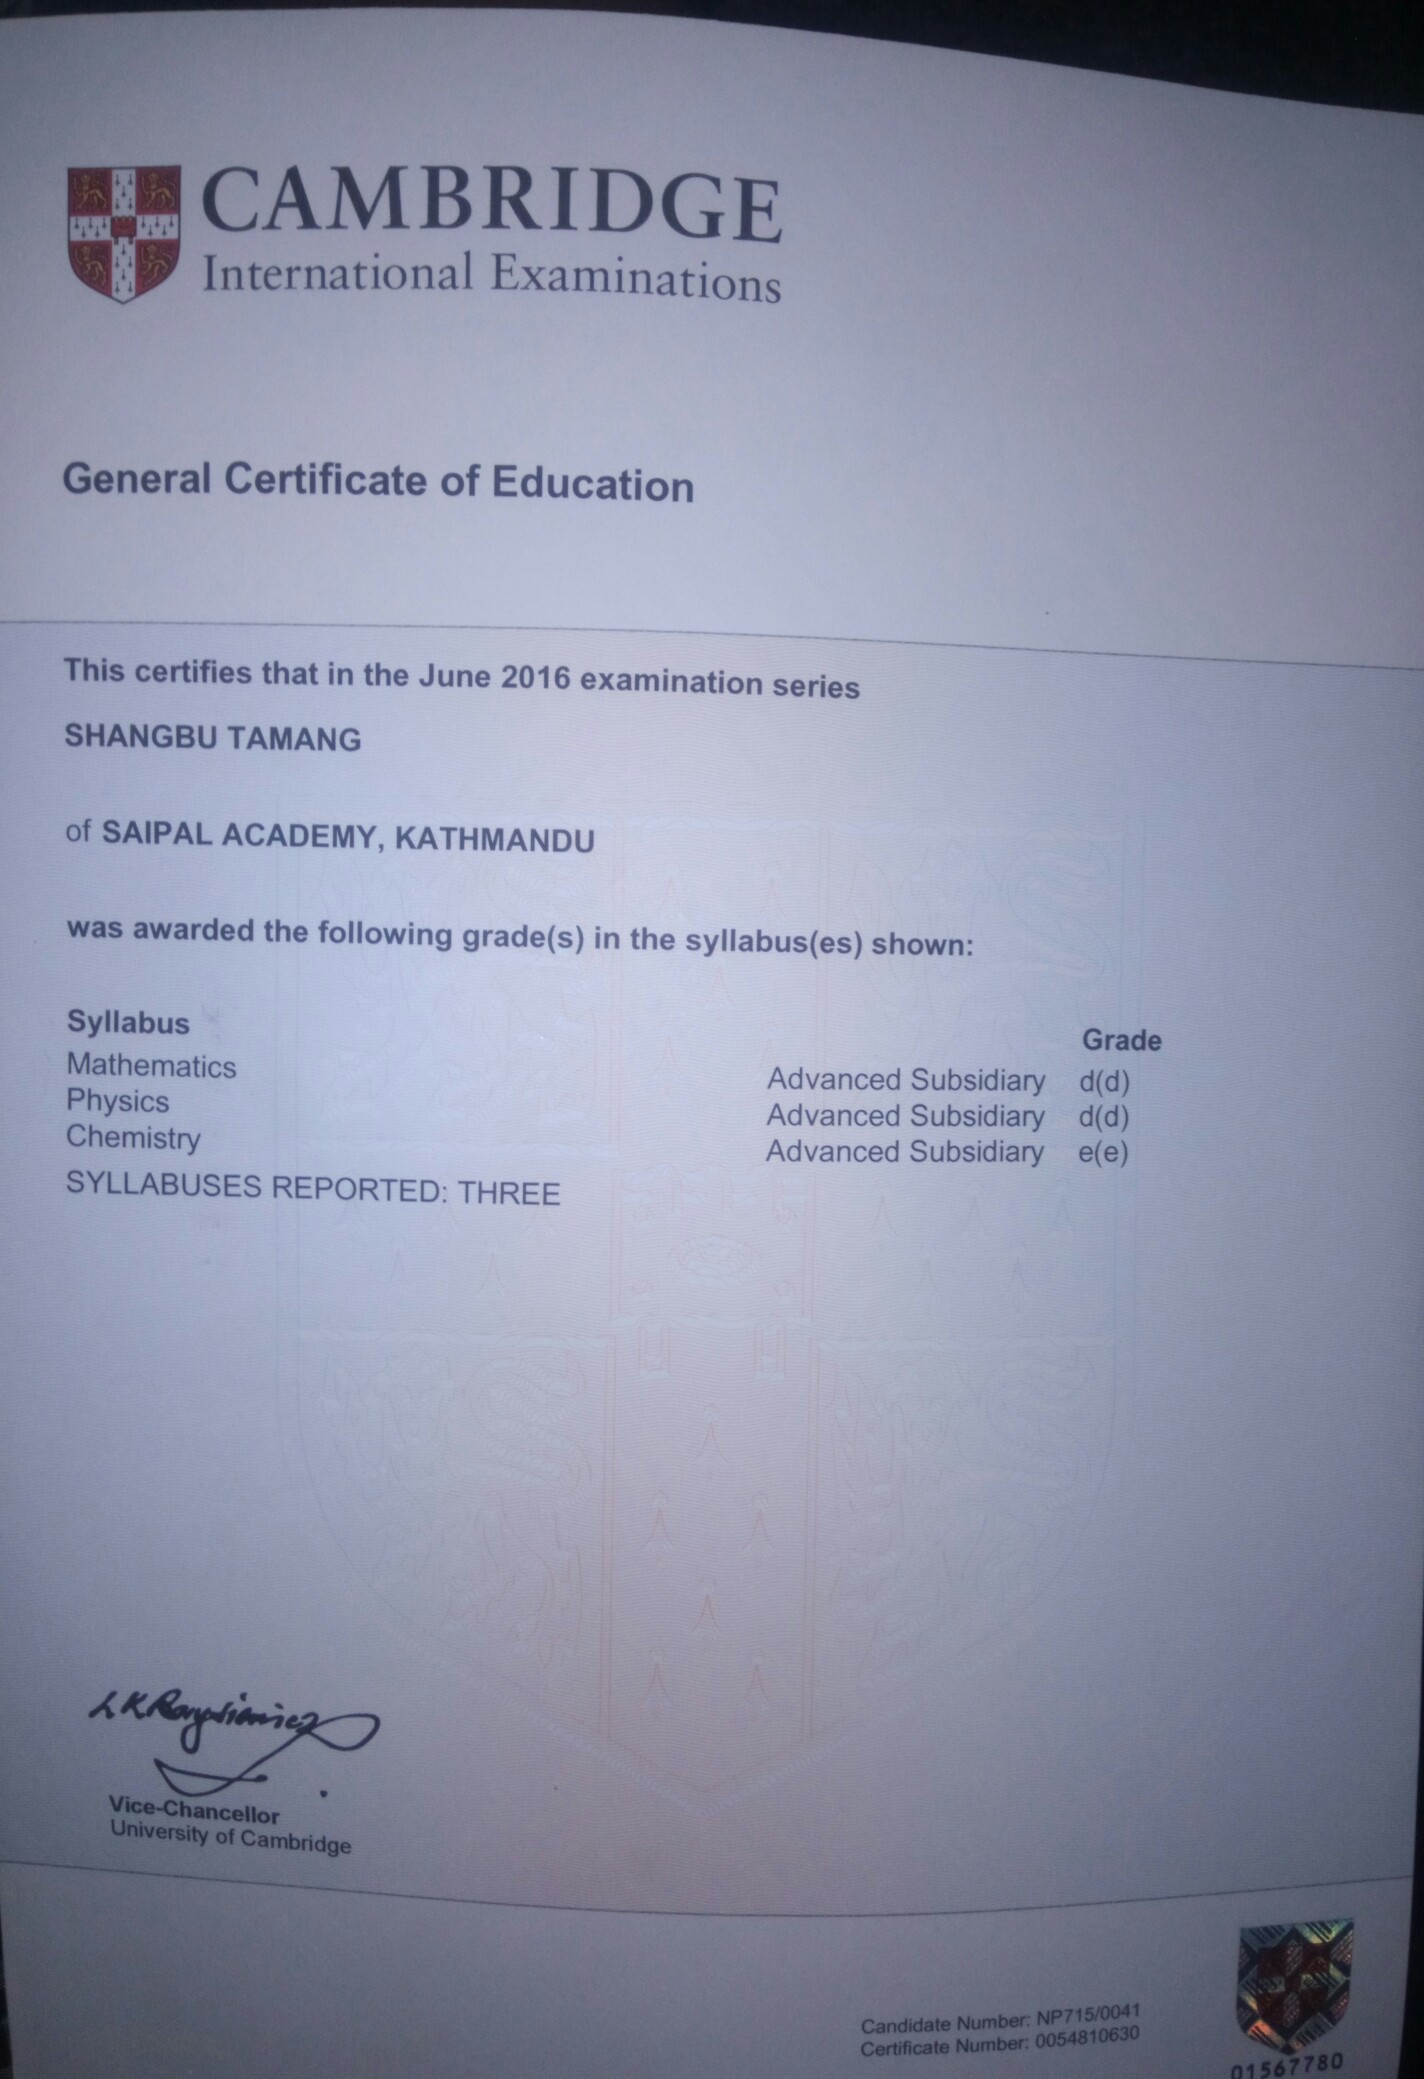 CAMBRIDGE
International Examinations
General Certificate of Education
This certifies that in the June 2016 examination series
SHANGBU TAMANG
of SAIPAL ACADEMY, KATHMANDU
was awarded the following grade(s) in the syllabus(es) shown:
Syllabus Grade
Mathematics Advanced Subsidiary d(d)
Physics Advanced Subsidiary d(d)
Chemistry Advanced Subsidiary e(e)
SYLLABUSES REPORTED: THREE
Vice-Chancellor
University of Cambridge
Candidate Number: NP715/0041
Certificate Number: 0054810630
01567780